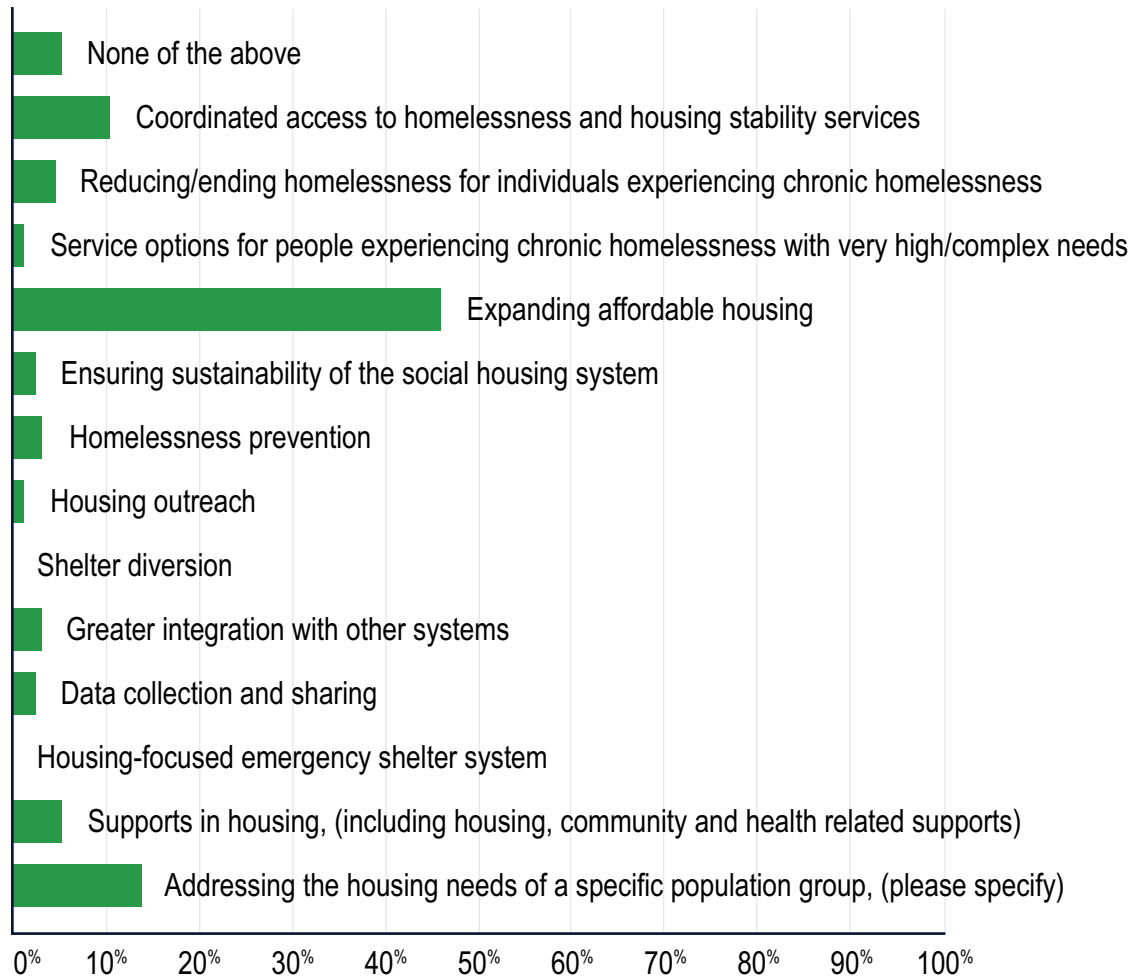 None of the above
Coordinated access to homelessness and housing stability services
Reducing/ending homelessness for individuals experiencing chronic homelessness
Service options for people experiencing chronic homelessness with very high/complex needs
Expanding affordable housing
Ensuring sustainability of the social housing system
Homelessness prevention
Housing outreach
Shelter diversion
Greater integration with other systems
Data collection and sharing
Housing-focused emergency shelter system
Supports in housing, (including housing, community and health related supports)
Addressing the housing needs of a specific population group, (please specify)
0% 10% 20% 30% 40% 50% 60% 70% 80% 90% 100%